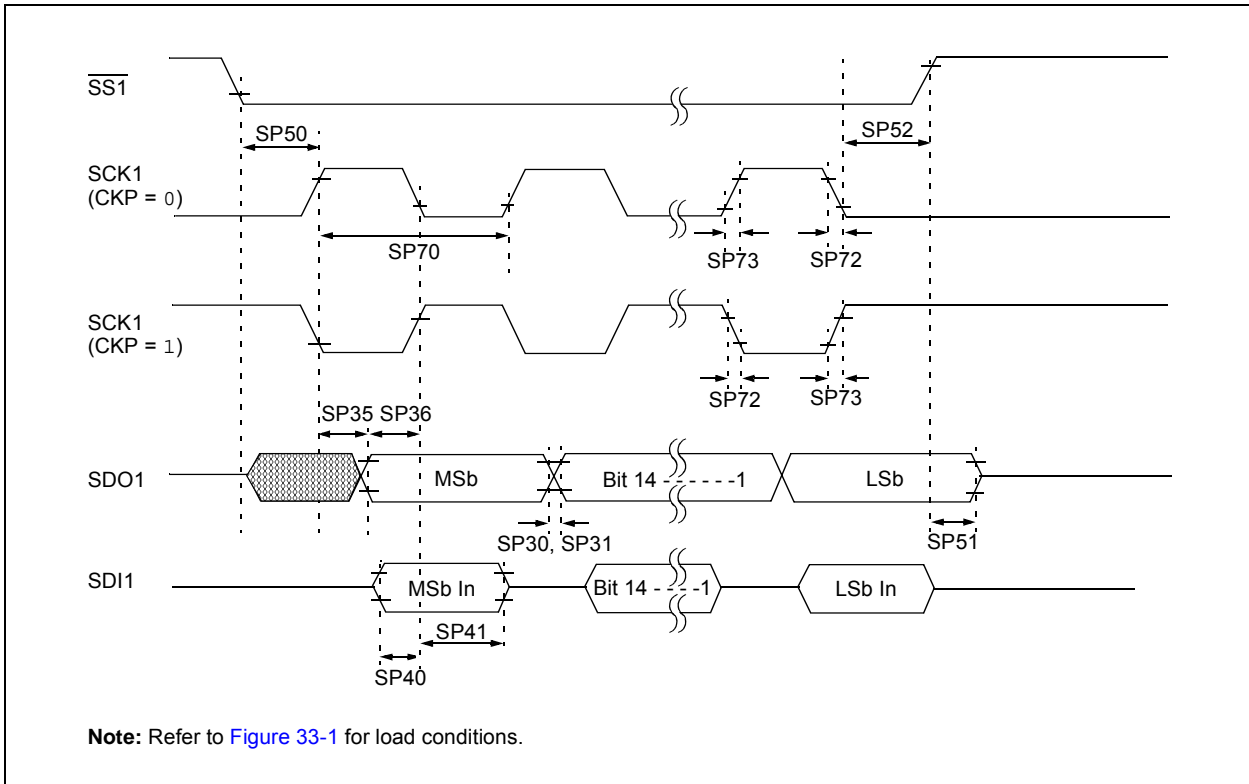 SS1
SP50
SP52
SCK1
(CKP = 0)
SP70
SP73
SP72
SCK1
(CKP = 1)
SP72
SP73
SP35 SP36
SDO1
MSb
Bit 14 - - - - - - -1
LSb
SP30, SP31
SP51
SDI1
MSb In
Bit 14 - - - -1
LSb In
SP41
SP40
Note: Refer to Figure 33-1 for load conditions.